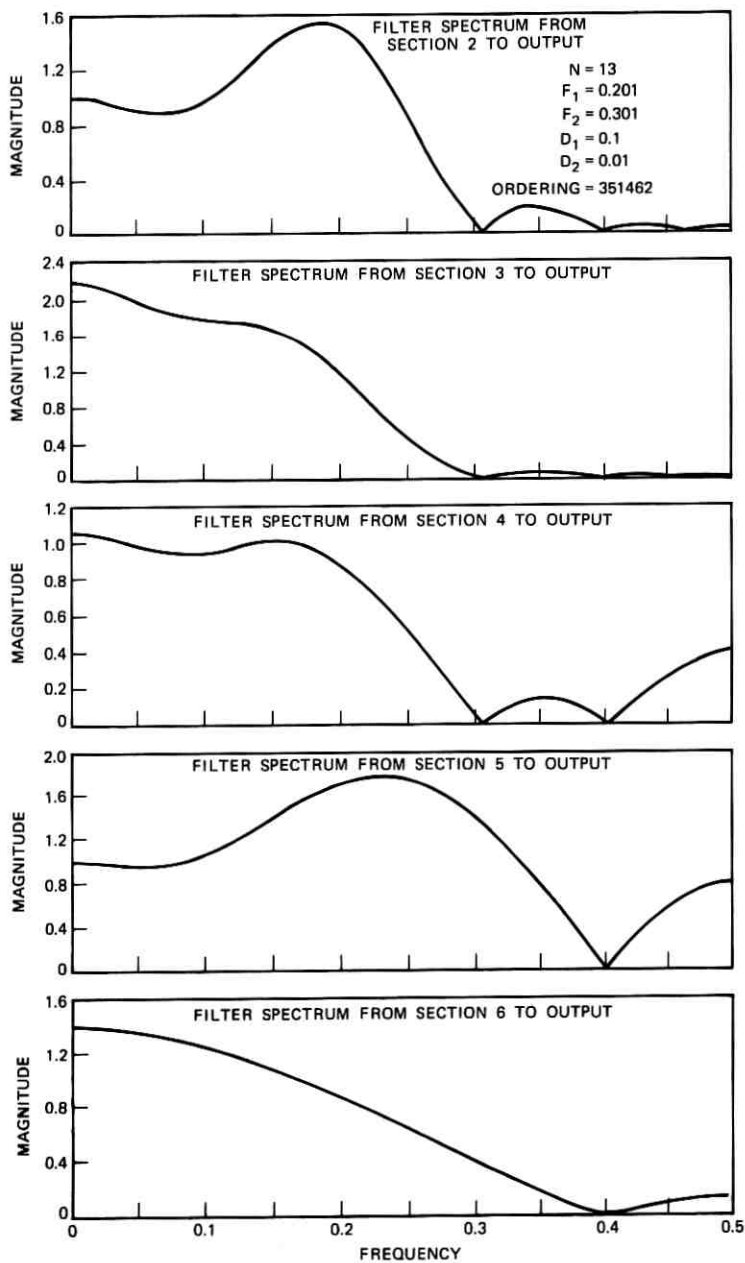 FILTER SPECTRUM FROM
SECTION 2 TO OUTPUT
N = 13
F1 = 0.201
F2 = 0.301
D1 = 0.1
D2 = 0.01
ORDERING = 351462
MAGNITUDE
1.6
1.2
0.8
0.4
0
FILTER SPECTRUM FROM SECTION 3 TO OUTPUT
MAGNITUDE
2.4
2.0
1.6
1.2
0.8
0.4
0
FILTER SPECTRUM FROM SECTION 4 TO OUTPUT
MAGNITUDE
1.2
1.0
0.8
0.6
0.4
0.2
0
FILTER SPECTRUM FROM SECTION 5 TO OUTPUT
MAGNITUDE
2.0
1.6
1.2
0.8
0.4
0
FILTER SPECTRUM FROM SECTION 6 TO OUTPUT
MAGNITUDE
1.6
1.2
0.8
0.4
0
0 0.1 0.2 0.3 0.4 0.5
FREQUENCY